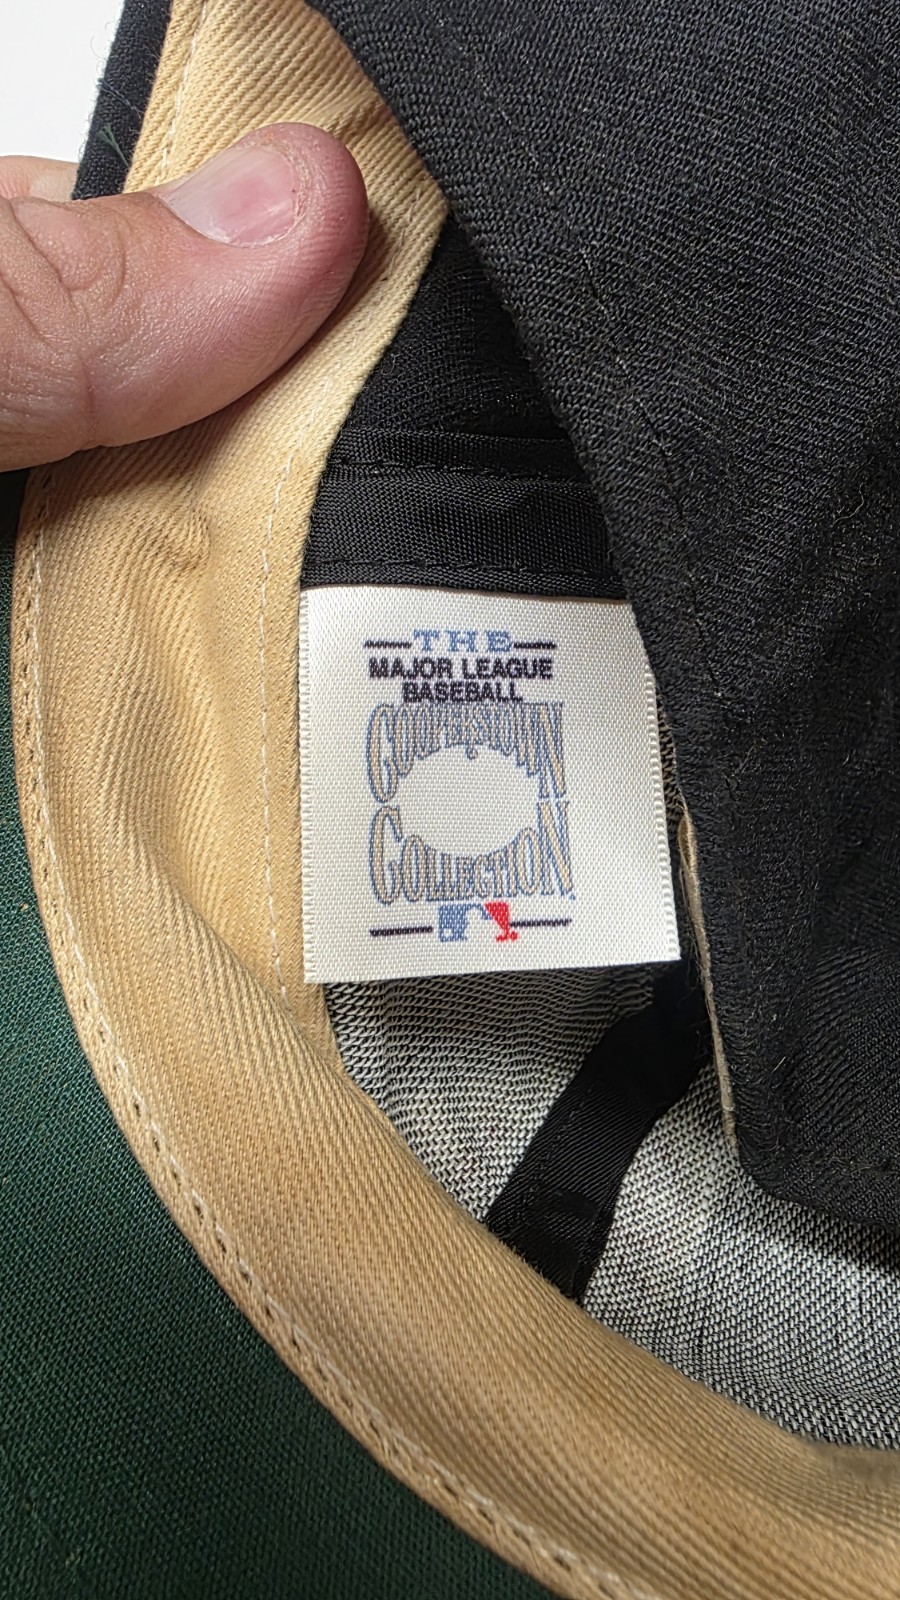 THE
MAJOR LEAGUE
BASEBALL
COOPERSTOWN
COLLECTION